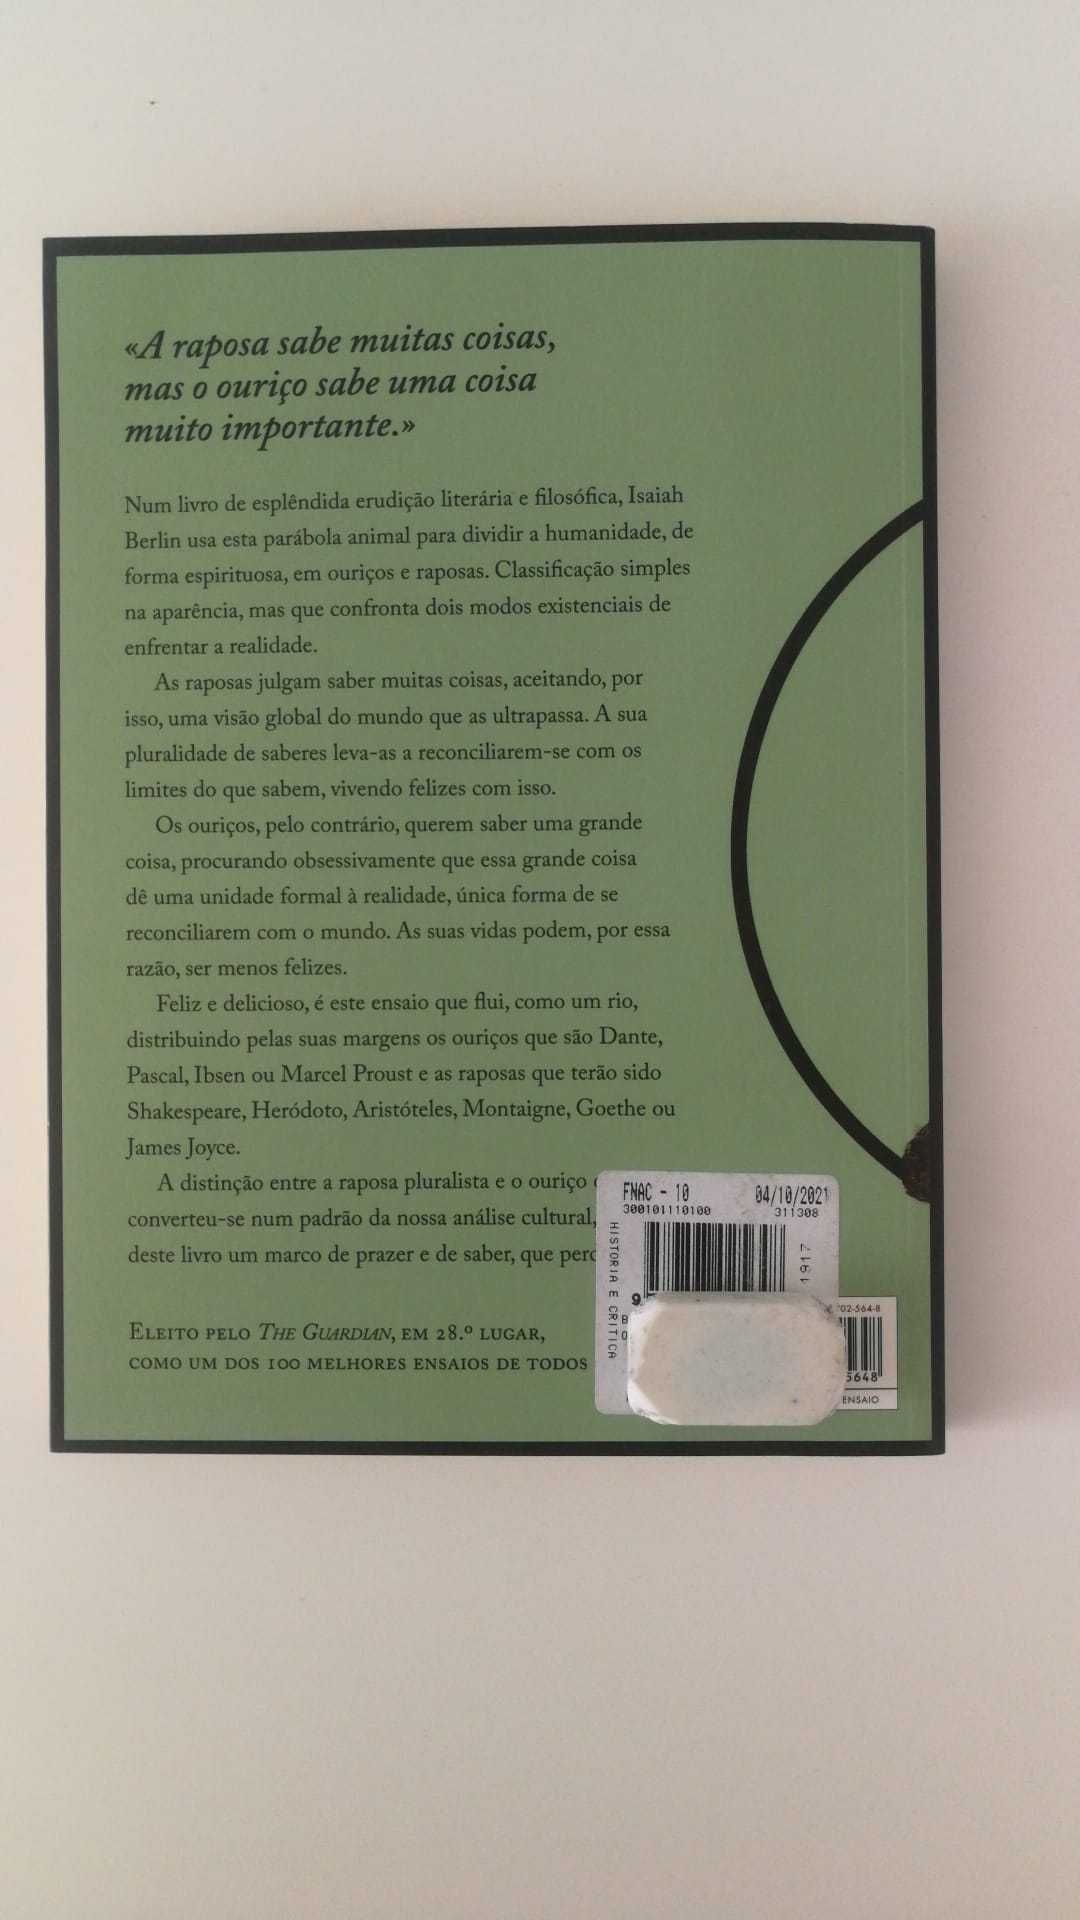 «A raposa sabe muitas coisas,
mas o ouriço sabe uma coisa
muito importante.»
Num livro de esplêndida erudição literária e filosófica, Isaiah
Berlin usa esta parábola animal para dividir a humanidade, de
forma espirituosa, em ouriços e raposas. Classificação simples
na aparência, mas que confronta dois modos existenciais de
enfrentar a realidade.
As raposas julgam saber muitas coisas, aceitando, por
isso, uma visão global do mundo que as ultrapassa. A sua
pluralidade de saberes leva-as a reconciliarem-se com os
limites do que sabem, vivendo felizes com isso.
Os ouriços, pelo contrário, querem saber uma grande
coisa, procurando obsessivamente que essa grande coisa
dê uma unidade formal à realidade, única forma de se
reconciliarem com o mundo. As suas vidas podem, por essa
razão, ser menos felizes.
Feliz e delicioso, é este ensaio que flui, como um rio,
distribuindo pelas suas margens os ouriços que são Dante,
Pascal, Ibsen ou Marcel Proust e as raposas que terão sido
Shakespeare, Heródoto, Aristóteles, Montaigne, Goethe ou
James Joyce.
A distinção entre a raposa pluralista e o ouriço
converteu-se num padrão da nossa análise cultural,
deste livro um marco de prazer e de saber, que
ELEITO PELO THE GUARDIAN, EM 28.º LUGAR,
COMO UM DOS 100 MELHORES ENSAIOS DE TODOS
FNAC - 10 04/10/2021
300101110100 311308
HISTORIA E CRITICA
1917
9
02-564-8
5648
ENSAIO